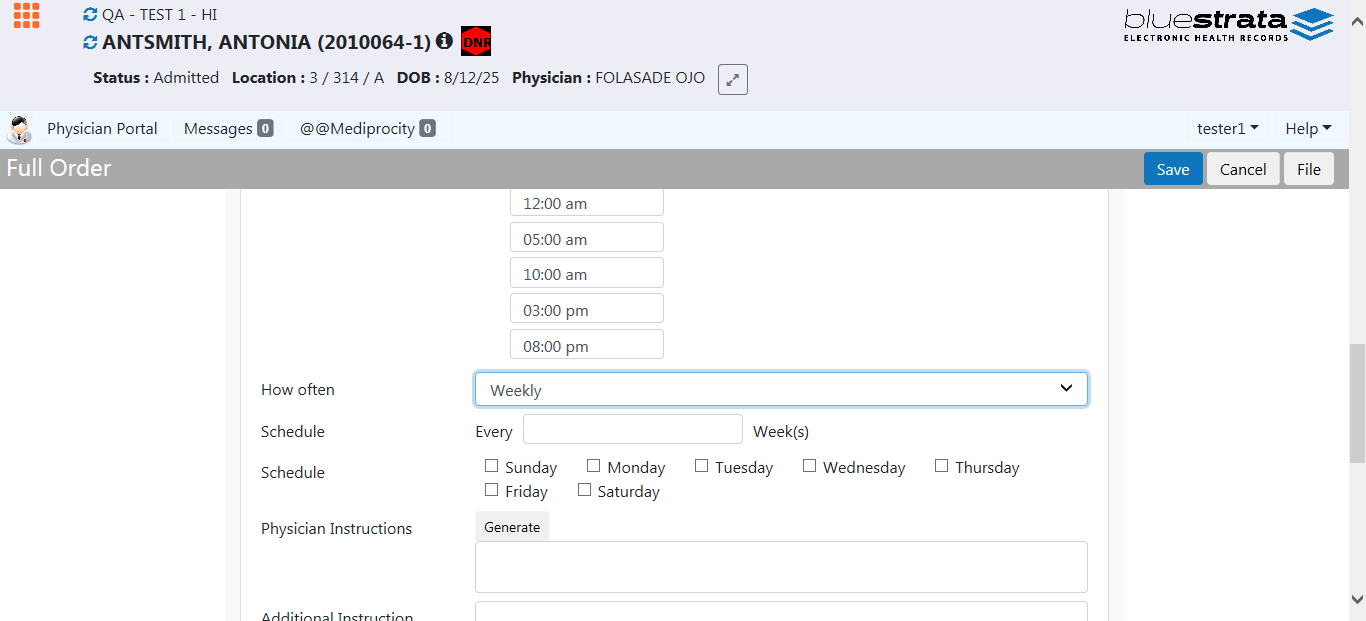 QA - TEST 1 - HI
bluestrata
ELECTRONIC HEALTH RECORDS
ANTSMITH, ANTONIA (2010064-1) DNR
Status : Admitted Location : 3 / 314 / A DOB : 8/12/25 Physician : FOLASADE OJO
Physician Portal Messages 0 @@Mediprocity 0 tester1 Help
Full Order Save Cancel File
12:00 am
05:00 am
10:00 am
03:00 pm
08:00 pm
How often Weekly
Schedule Every Week(s)
Schedule Sunday Monday Tuesday Wednesday Thursday
Friday Saturday
Physician Instructions Generate
Additional Instruction